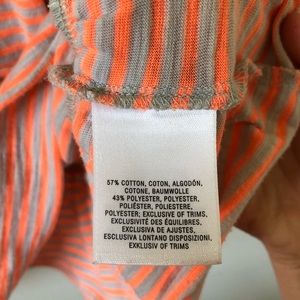 57% COTTON, COTON, ALGODÓN,
COTONE, BAUMWOLLE
43% POLYESTER, POLYESTER,
POLIÉSTER, POLIESTERE,
POLYESTER; EXCLUSIVE OF TRIMS,
EXCLUSIVITÉ DES ÉQUILIBRES,
EXCLUSIVA DE AJUSTES,
ESCLUSIVA LONTANO DISPOSIZIONI,
EXKLUSIV OF TRIMS